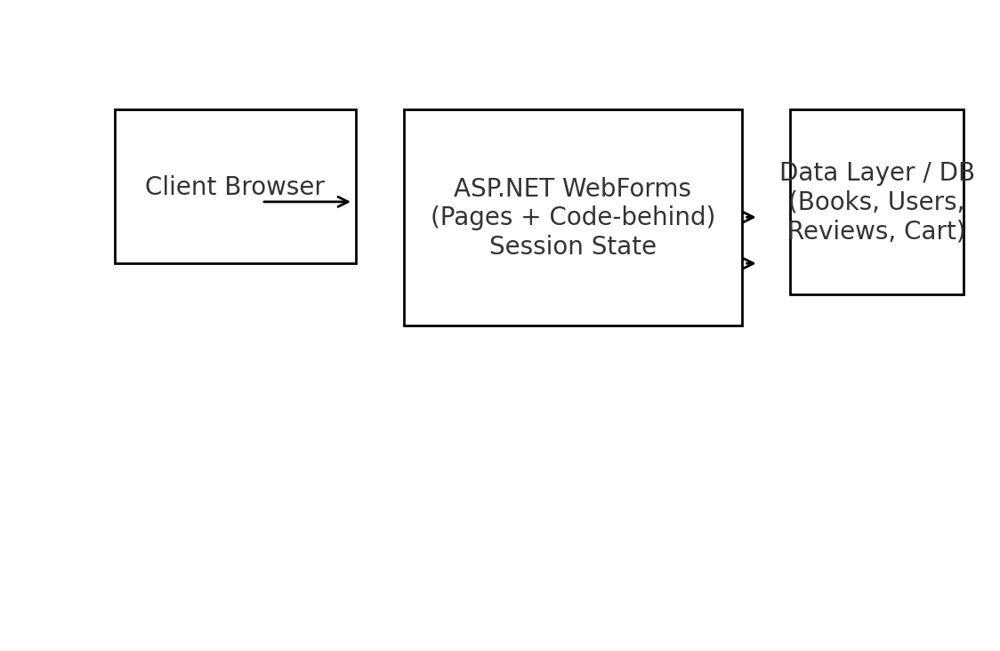 Client Browser
ASP.NET WebForms
(Pages + Code-behind)
Session State
Data Layer / DB
(Books, Users,
Reviews, Cart)